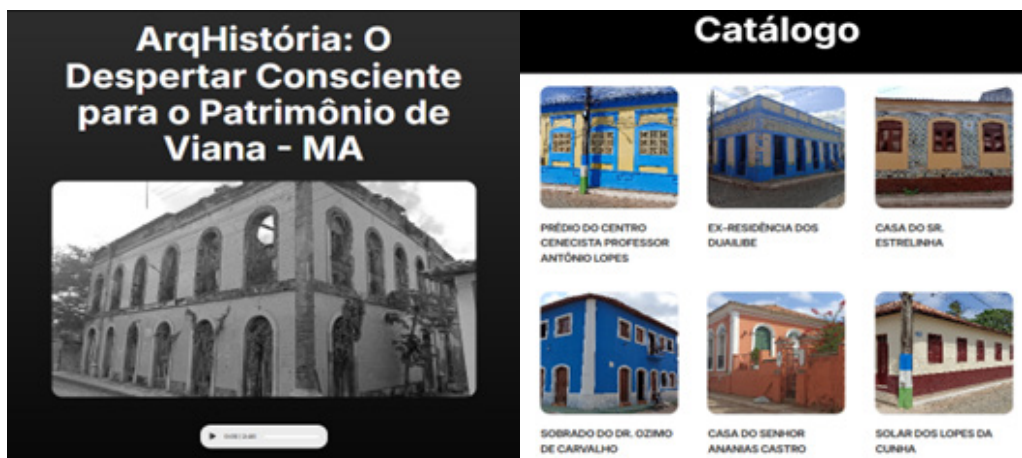 ArqHistória: O
Despertar Consciente
para o Patrimônio de
Viana - MA
Catálogo
PRÉDIO DO CENTRO
CENECISTA PROFESSOR
ANTÔNIO LOPES
EX-RESIDÊNCIA DOS
DUAILIBE
CASA DO SR.
ESTRELINHA
SOBRADO DO DR. OZIMO
DE CARVALHO
CASA DO SENHOR
ANANIAS CASTRO
SOLAR DOS LOPES DA
CUNHA